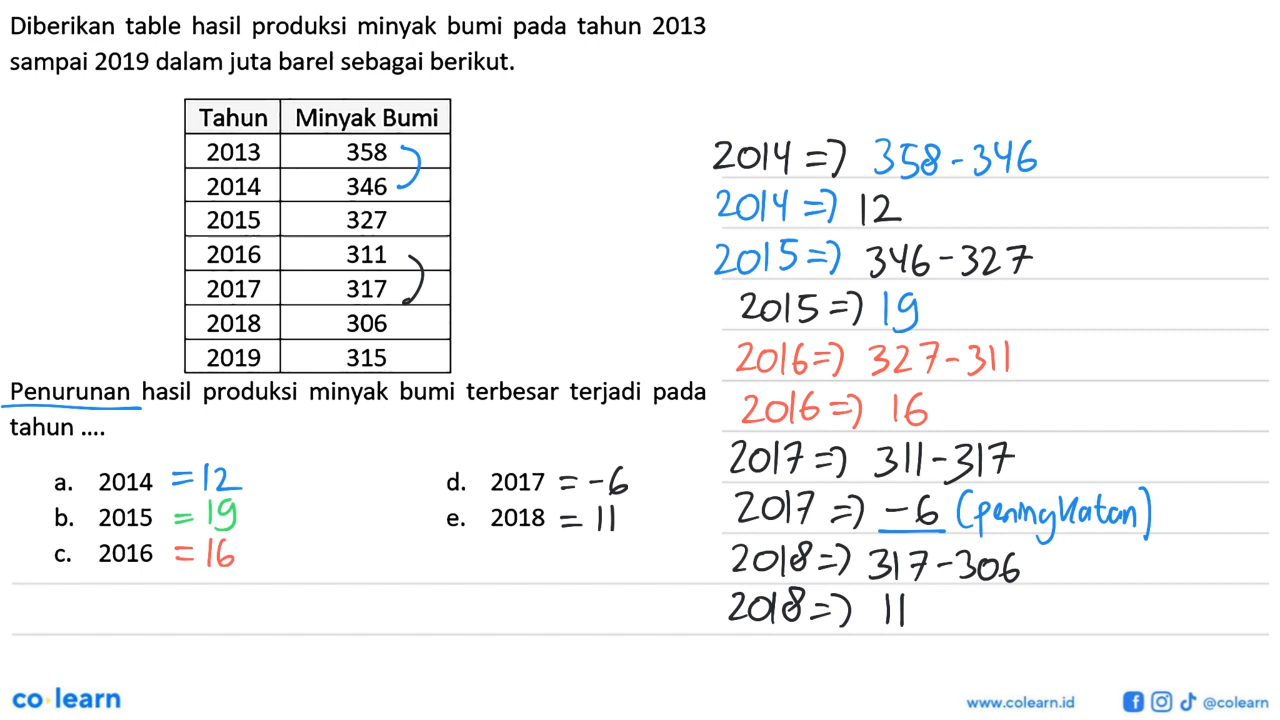 Diberikan table hasil produksi minyak bumi pada tahun 2013
sampai 2019 dalam juta barel sebagai berikut.
Tahun Minyak Bumi
2013 358
2014 346
2015 327
2016 311
2017 317
2018 306
2019 315
Penurunan hasil produksi minyak bumi terbesar terjadi pada
tahun ....
a. 2014 = 12
b. 2015 = 19
c. 2016 = 16
d. 2017 = -6
e. 2018 = 11
2014 => 358 - 346
2014 => 12
2015 => 346 - 327
2015 => 19
2016 => 327 - 311
2016 => 16
2017 => 311 - 317
2017 => -6 (peningkatan)
2018 => 317 - 306
2018 => 11
co learn
www.colearn.id
@colearn